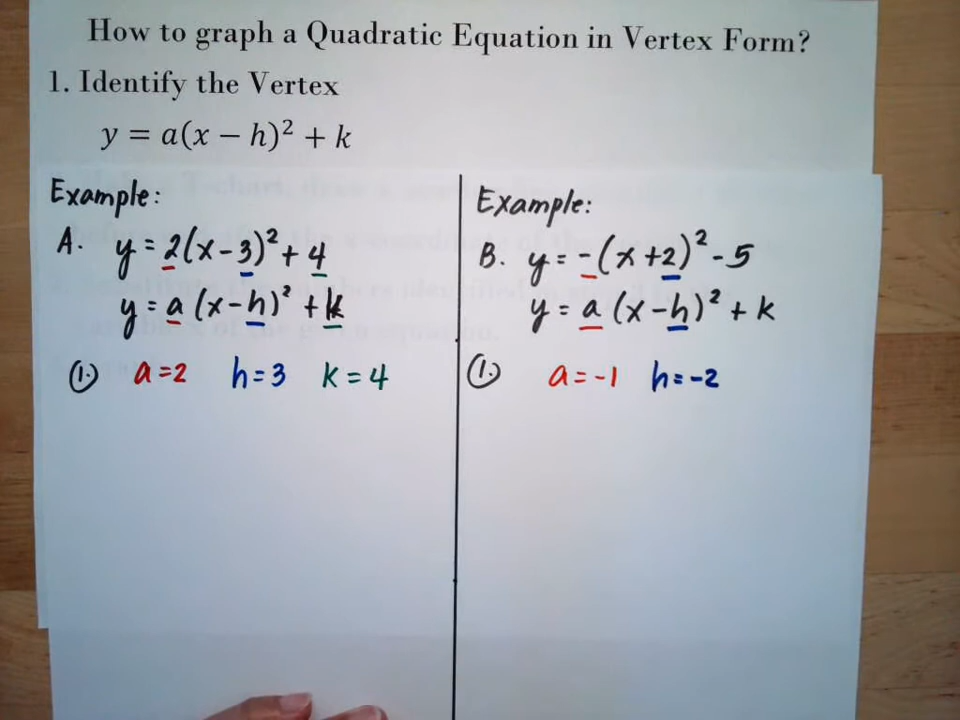 How to graph a Quadratic Equation in Vertex Form?
1. Identify the Vertex
y = a(x − h)² + k
Example:
A. y = 2(x-3)² + 4
y = a (x-h)² + k
①. a=2 h=3 k=4
Example:
B. y = -(x+2)² - 5
y = a (x-h)² + k
①. a=-1 h=-2